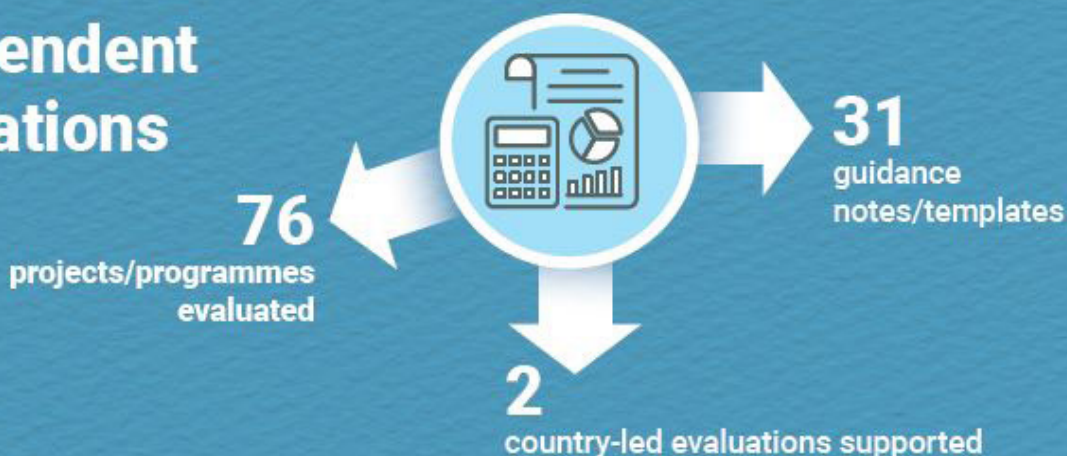 endent
ations
76
projects/programmes
evaluated
31
guidance
notes/templates
2
country-led evaluations supported